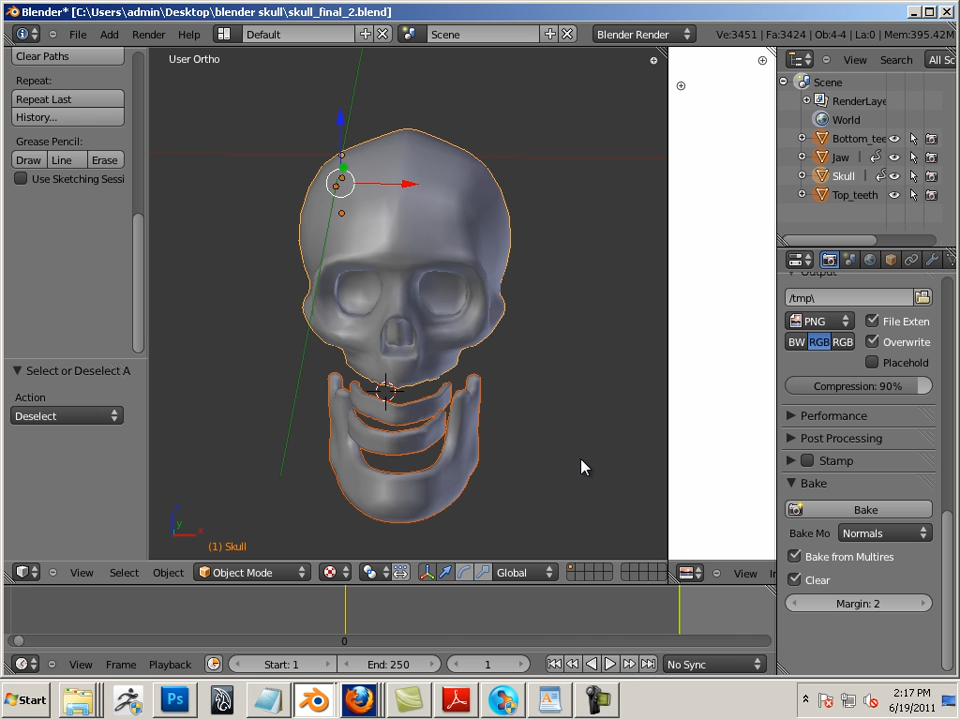 Blender* [C:\Users\admin\Desktop\blender skull\skull_final_2.blend]
File Add Render Help Default Scene Blender Render Ve:3451 | Fa:3424 | Ob:4-4 | La:0 | Mem:395.42M
Clear Paths
Repeat:
Repeat Last
History...
Grease Pencil:
Draw Line Erase
Use Sketching Sessi
Select or Deselect A
Action
Deselect
User Ortho
z
y
x
(1) Skull
View Search All Sc
Scene
RenderLaye
World
Bottom_tee
Jaw
Skull
Top_teeth
Output
/tmp\
PNG File Exten
BW RGB RGB Overwrite
Placehold
Compression: 90%
Performance
Post Processing
Stamp
Bake
Bake
Bake Mo Normals
Bake from Multires
Clear
Margin: 2
View Select Object Object Mode Global View
0
View Frame Playback Start: 1 End: 250 1 No Sync
Start Ps 2:17 PM
6/19/2011